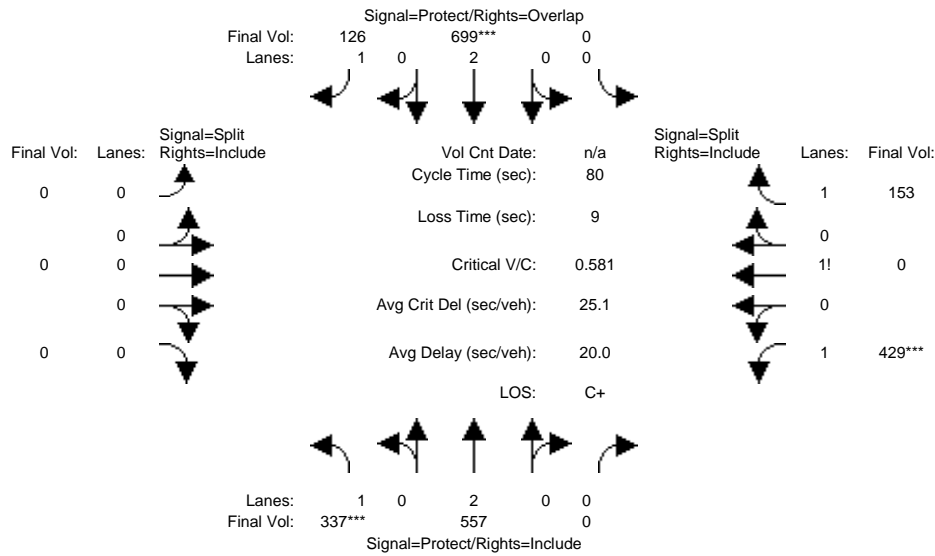 Signal=Protect/Rights=Overlap
Final Vol: 126 699*** 0
Lanes: 1 0 2 0 0
Signal=Split
Final Vol: Lanes: Rights=Include
Vol Cnt Date: n/a
Signal=Split
Rights=Include Lanes: Final Vol:
Cycle Time (sec): 80
0 0
1 153
Loss Time (sec): 9
0
0
0 0
Critical V/C: 0.581
1! 0
0
Avg Crit Del (sec/veh): 25.1
0
0 0
Avg Delay (sec/veh): 20.0
1 429***
LOS: C+
Lanes: 1 0 2 0 0
Final Vol: 337*** 557 0
Signal=Protect/Rights=Include